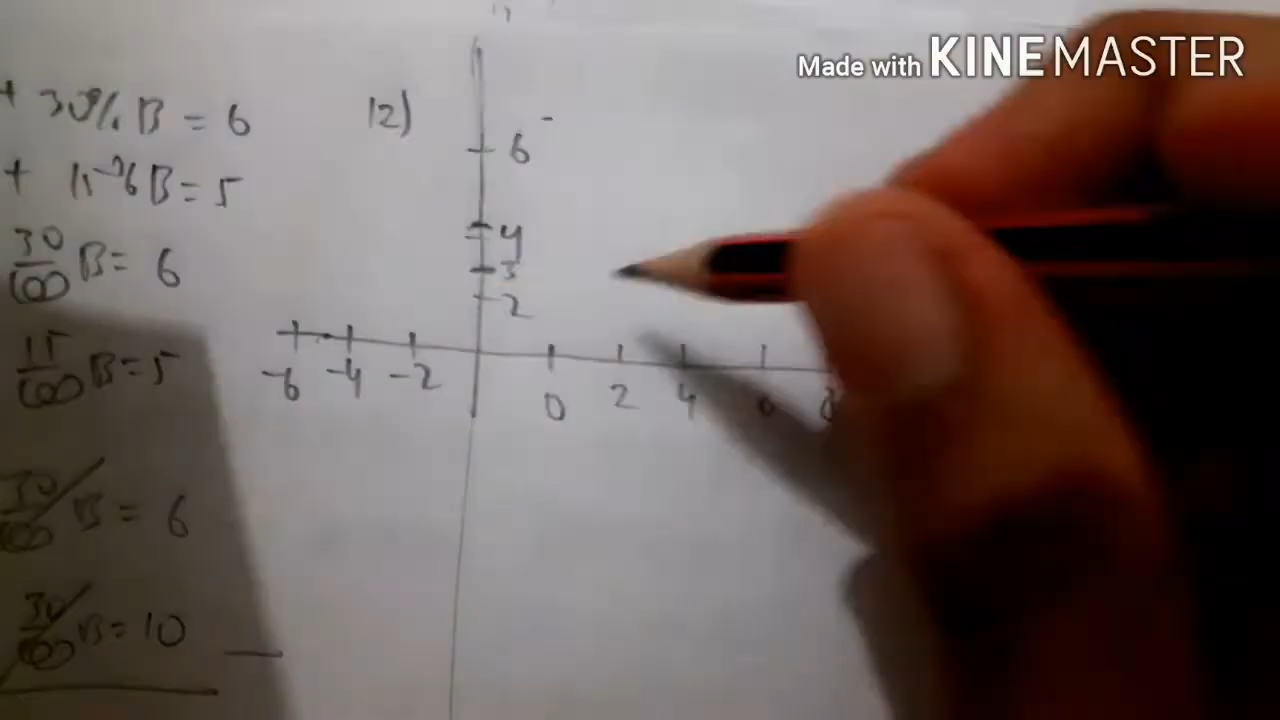 Made with KINEMASTER
+ 30% B = 6
+ 15% B = 5
30/100 B = 6
15/100 B = 5
30/100 B = 6
30/100 B = 10
12)
6
4
3
2
-6 -4 -2 0 2 4 6 8